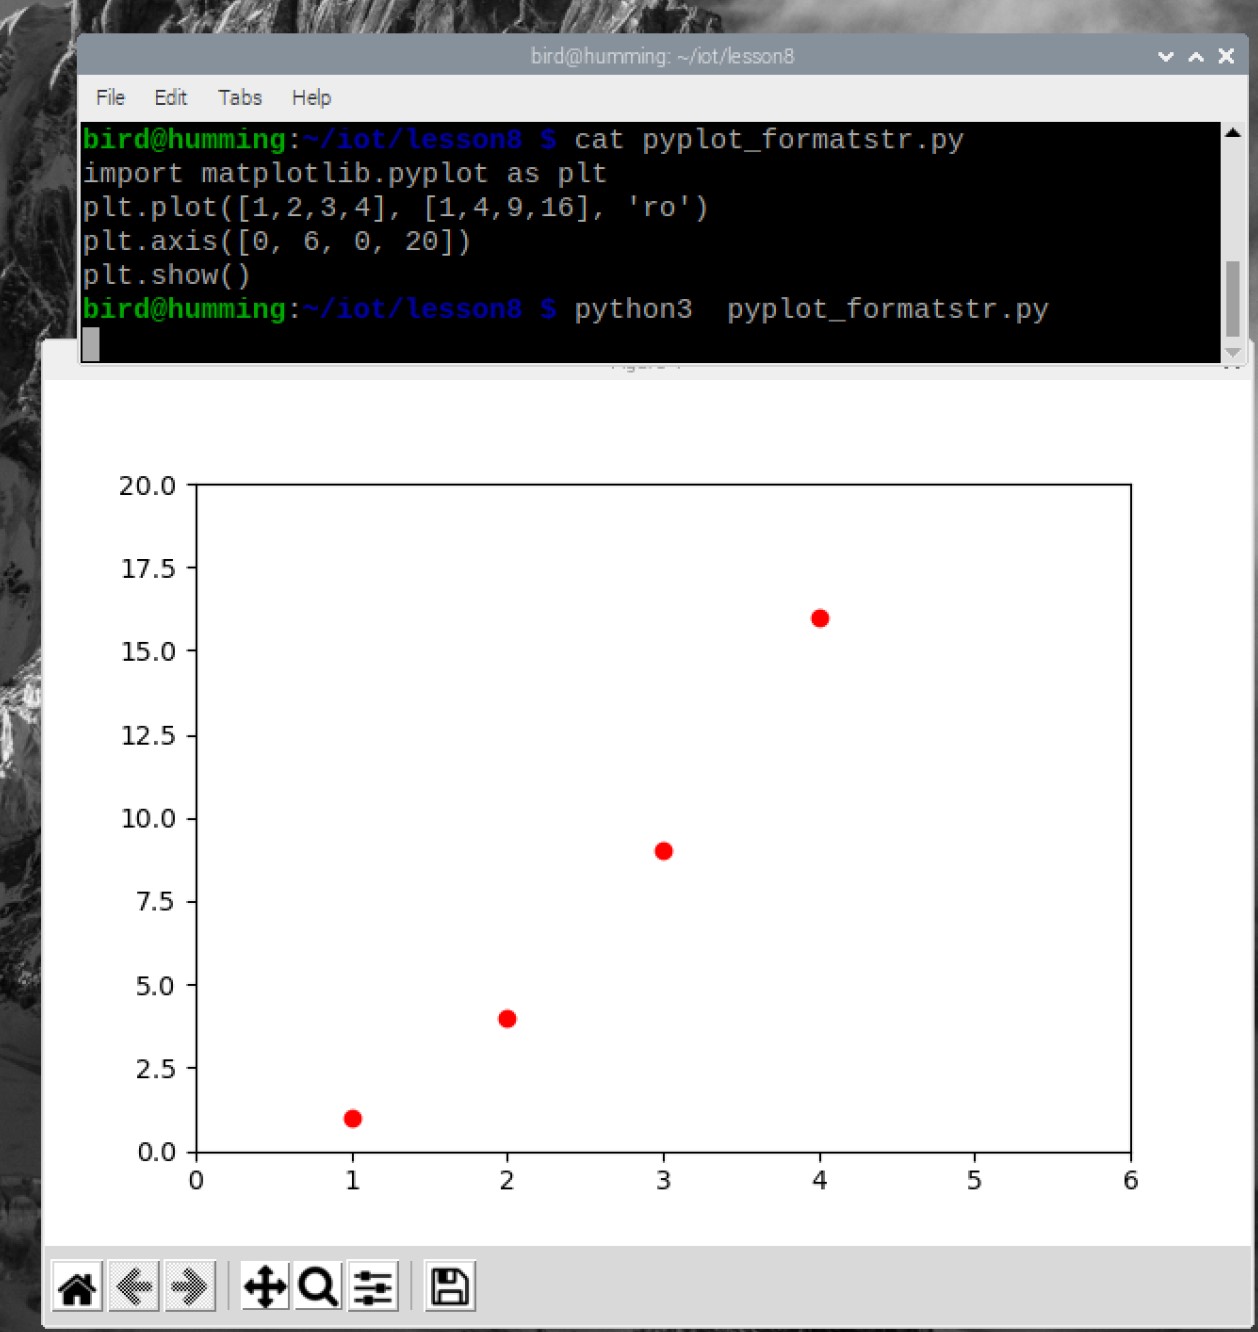 bird@humming: ~/iot/lesson8
File Edit Tabs Help
bird@humming:~/iot/lesson8 $ cat pyplot_formatstr.py
import matplotlib.pyplot as plt
plt.plot([1,2,3,4], [1,4,9,16], 'ro')
plt.axis([0, 6, 0, 20])
plt.show()
bird@humming:~/iot/lesson8 $ python3  pyplot_formatstr.py
20.0
17.5
15.0
12.5
10.0
7.5
5.0
2.5
0.0
0 1 2 3 4 5 6